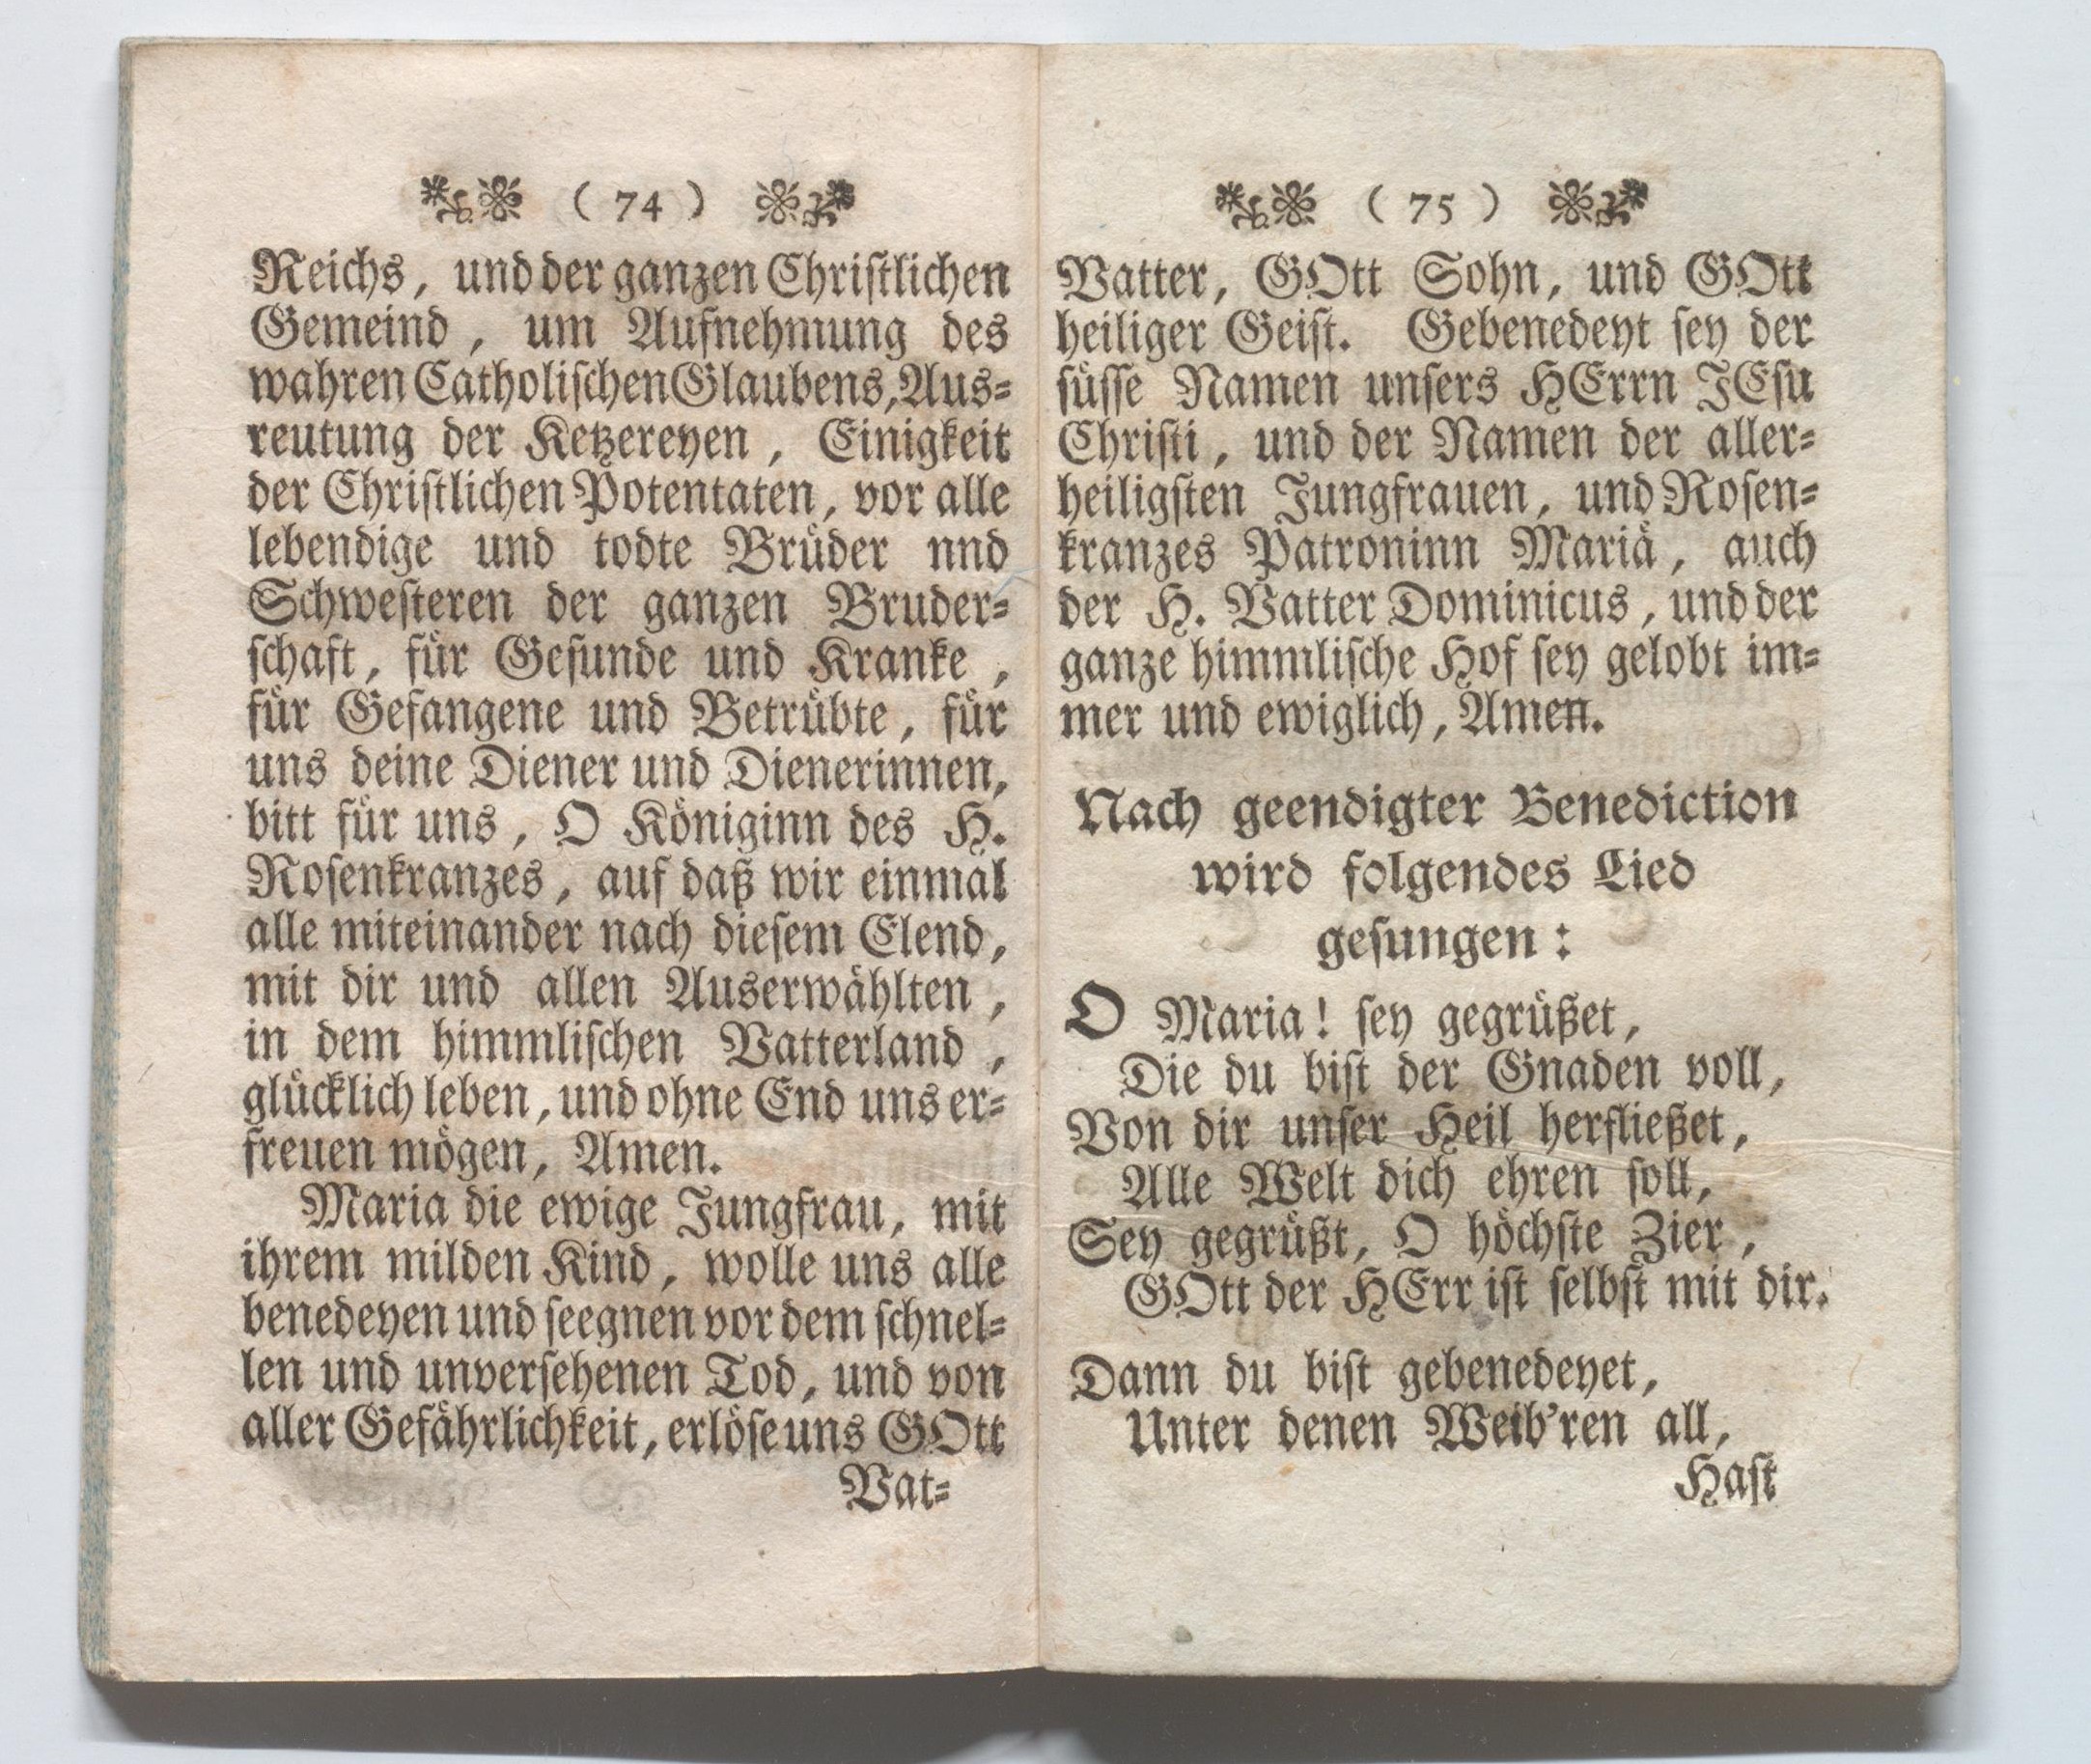 ( 74 )
Reichs, und der ganzen Chriſtlichen
Gemeind, um Aufnehmung des
wahren Catholiſchen Glaubens, Aus-
reutung der Ketzereyen, Einigkeit
der Chriſtlichen Potentaten, vor alle
lebendige und todte Brüder nnd
Schweſteren der ganzen Bruder-
ſchaft, für Geſunde und Kranke,
für Gefangene und Betrübte, für
uns deine Diener und Dienerinnen,
bitt für uns, O Königinn des H.
Roſenkranzes, auf daß wir einmal
alle miteinander nach dieſem Elend,
mit dir und allen Auserwählten,
in dem himmliſchen Vatterland,
glücklich leben, und ohne End uns er-
freuen mögen, Amen.
Maria die ewige Jungfrau, mit
ihrem milden Kind, wolle uns alle
benedeyen und ſeegnen vor dem ſchnel-
len und unverſehenen Tod, und von
aller Gefährlichkeit, erlöſe uns GOtt
Vat-
( 75 )
Vatter, GOtt Sohn, und GOtt
heiliger Geiſt. Gebenedeyt ſey der
ſüſſe Namen unſers HErrn JEſu
Chriſti, und der Namen der aller-
heiligſten Jungfrauen, und Roſen-
kranzes Patroninn Mariä, auch
der H. Vatter Dominicus, und der
ganze himmliſche Hof ſey gelobt im-
mer und ewiglich, Amen.
Nach geendigter Benediction
wird folgendes Lied
geſungen:
O Maria! ſey gegrüßet,
Die du biſt der Gnaden voll,
Von dir unſer Heil herfließet,
Alle Welt dich ehren ſoll,
Sey gegrüßt, O höchſte Zier,
GOtt der HErr iſt ſelbſt mit dir.
Dann du biſt gebenedeyet,
Unter denen Weib'ren all,
Haſt